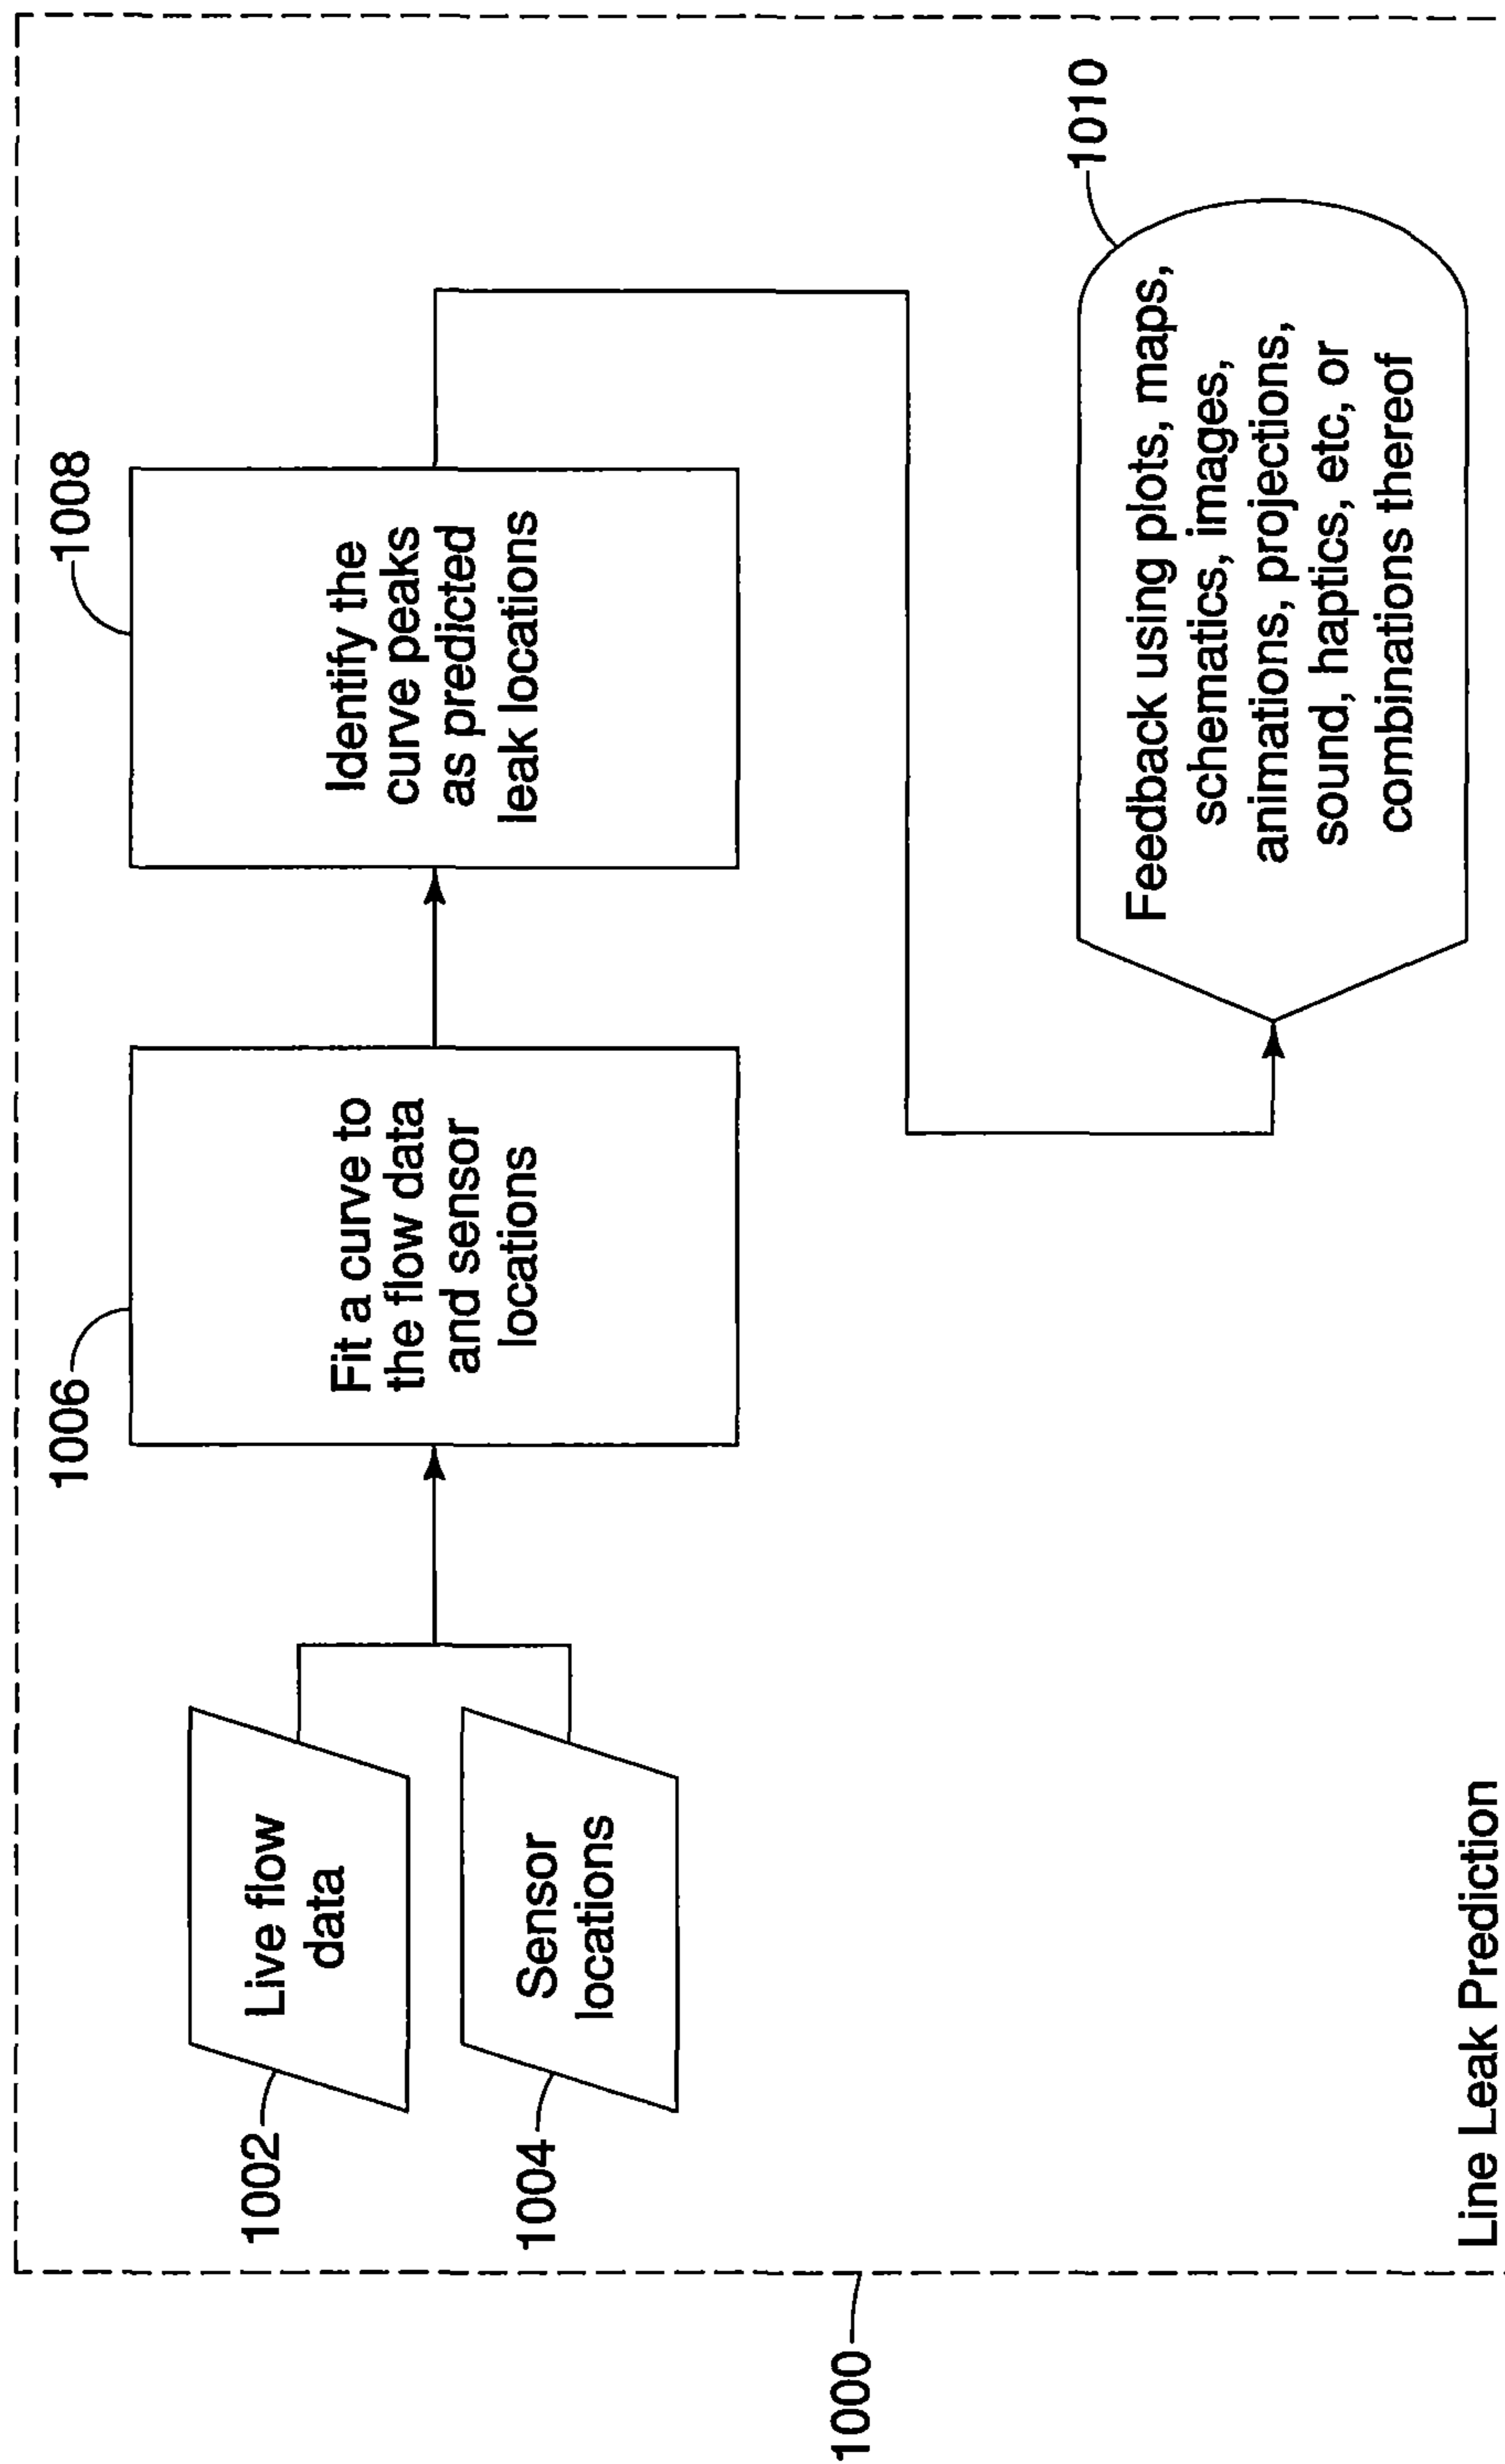 1002
Live flow
data
1004
Sensor
locations
1006
Fit a curve to
the flow data
and sensor
locations
1008
Identify the
curve peaks
as predicted
leak locations
1010
Feedback using plots, maps,
schematics, images,
animations, projections,
sound, haptics, etc, or
combinations thereof
1000
Line Leak Prediction